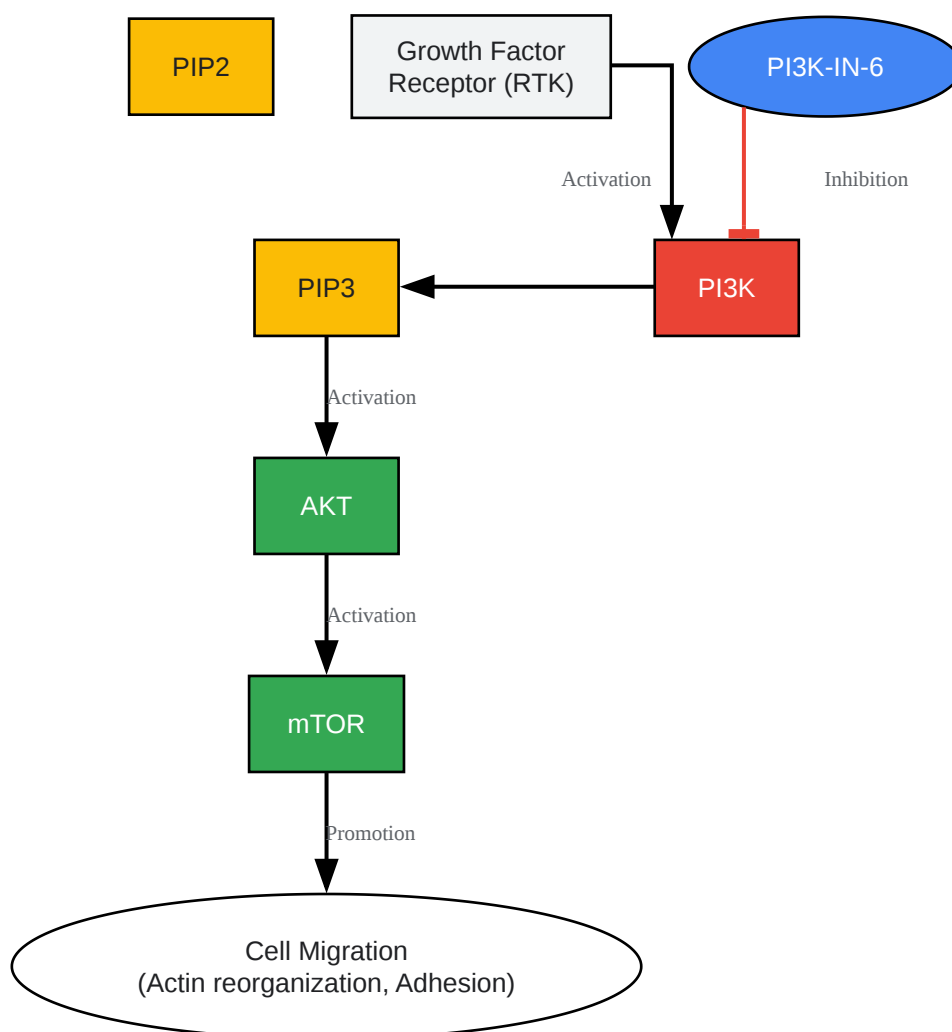 PIP2
Growth Factor
Receptor (RTK)
PI3K-IN-6
Activation
Inhibition
PIP3
PI3K
Activation
AKT
Activation
mTOR
Promotion
Cell Migration
(Actin reorganization, Adhesion)